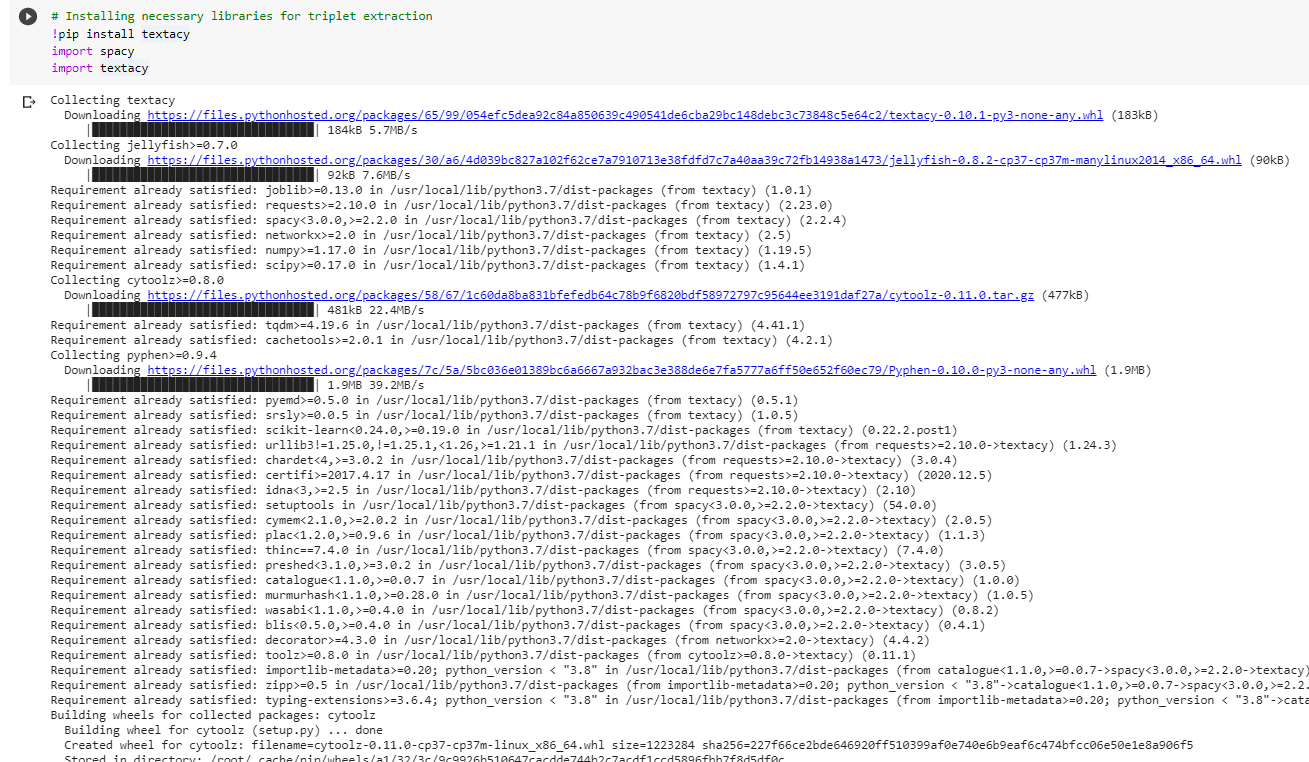 # Installing necessary libraries for triplet extraction
!pip install textacy
import spacy
import textacy
Collecting textacy
Downloading https://files.pythonhosted.org/packages/65/99/054efc5dea92c84a850639c490541de6cba29bc148debc3c73848c5e64c2/textacy-0.10.1-py3-none-any.whl (183kB)
|████████████████████████████████| 184kB 5.7MB/s
Collecting jellyfish>=0.7.0
Downloading https://files.pythonhosted.org/packages/30/a6/4d039bc827a102f62ce7a7910713e38fdfd7c7a40aa39c72fb14938a1473/jellyfish-0.8.2-cp37-cp37m-manylinux2014_x86_64.whl (90kB)
|████████████████████████████████| 92kB 7.6MB/s
Requirement already satisfied: joblib>=0.13.0 in /usr/local/lib/python3.7/dist-packages (from textacy) (1.0.1)
Requirement already satisfied: requests>=2.10.0 in /usr/local/lib/python3.7/dist-packages (from textacy) (2.23.0)
Requirement already satisfied: spacy<3.0.0,>=2.2.0 in /usr/local/lib/python3.7/dist-packages (from textacy) (2.2.4)
Requirement already satisfied: networkx>=2.0 in /usr/local/lib/python3.7/dist-packages (from textacy) (2.5)
Requirement already satisfied: numpy>=1.17.0 in /usr/local/lib/python3.7/dist-packages (from textacy) (1.19.5)
Requirement already satisfied: scipy>=0.17.0 in /usr/local/lib/python3.7/dist-packages (from textacy) (1.4.1)
Collecting cytoolz>=0.8.0
Downloading https://files.pythonhosted.org/packages/58/67/1c60da8ba831bfefedb64c78b9f6820bdf58972797c95644ee3191daf27a/cytoolz-0.11.0.tar.gz (477kB)
|████████████████████████████████| 481kB 22.4MB/s
Requirement already satisfied: tqdm>=4.19.6 in /usr/local/lib/python3.7/dist-packages (from textacy) (4.41.1)
Requirement already satisfied: cachetools>=2.0.1 in /usr/local/lib/python3.7/dist-packages (from textacy) (4.2.1)
Collecting pyphen>=0.9.4
Downloading https://files.pythonhosted.org/packages/7c/5a/5bc036e01389bc6a6667a932bac3e388de6e7fa5777a6ff50e652f60ec79/Pyphen-0.10.0-py3-none-any.whl (1.9MB)
|████████████████████████████████| 1.9MB 39.2MB/s
Requirement already satisfied: pyemd>=0.5.0 in /usr/local/lib/python3.7/dist-packages (from textacy) (0.5.1)
Requirement already satisfied: srsly>=0.0.5 in /usr/local/lib/python3.7/dist-packages (from textacy) (1.0.5)
Requirement already satisfied: scikit-learn<0.24.0,>=0.19.0 in /usr/local/lib/python3.7/dist-packages (from textacy) (0.22.2.post1)
Requirement already satisfied: urllib3!=1.25.0,!=1.25.1,<1.26,>=1.21.1 in /usr/local/lib/python3.7/dist-packages (from requests>=2.10.0->textacy) (1.24.3)
Requirement already satisfied: chardet<4,>=3.0.2 in /usr/local/lib/python3.7/dist-packages (from requests>=2.10.0->textacy) (3.0.4)
Requirement already satisfied: certifi>=2017.4.17 in /usr/local/lib/python3.7/dist-packages (from requests>=2.10.0->textacy) (2020.12.5)
Requirement already satisfied: idna<3,>=2.5 in /usr/local/lib/python3.7/dist-packages (from requests>=2.10.0->textacy) (2.10)
Requirement already satisfied: setuptools in /usr/local/lib/python3.7/dist-packages (from spacy<3.0.0,>=2.2.0->textacy) (54.0.0)
Requirement already satisfied: cymem<2.1.0,>=2.0.2 in /usr/local/lib/python3.7/dist-packages (from spacy<3.0.0,>=2.2.0->textacy) (2.0.5)
Requirement already satisfied: plac<1.2.0,>=0.9.6 in /usr/local/lib/python3.7/dist-packages (from spacy<3.0.0,>=2.2.0->textacy) (1.1.3)
Requirement already satisfied: thinc==7.4.0 in /usr/local/lib/python3.7/dist-packages (from spacy<3.0.0,>=2.2.0->textacy) (7.4.0)
Requirement already satisfied: preshed<3.1.0,>=3.0.2 in /usr/local/lib/python3.7/dist-packages (from spacy<3.0.0,>=2.2.0->textacy) (3.0.5)
Requirement already satisfied: catalogue<1.1.0,>=0.0.7 in /usr/local/lib/python3.7/dist-packages (from spacy<3.0.0,>=2.2.0->textacy) (1.0.0)
Requirement already satisfied: murmurhash<1.1.0,>=0.28.0 in /usr/local/lib/python3.7/dist-packages (from spacy<3.0.0,>=2.2.0->textacy) (1.0.5)
Requirement already satisfied: wasabi<1.1.0,>=0.4.0 in /usr/local/lib/python3.7/dist-packages (from spacy<3.0.0,>=2.2.0->textacy) (0.8.2)
Requirement already satisfied: blis<0.5.0,>=0.4.0 in /usr/local/lib/python3.7/dist-packages (from spacy<3.0.0,>=2.2.0->textacy) (0.4.1)
Requirement already satisfied: decorator>=4.3.0 in /usr/local/lib/python3.7/dist-packages (from networkx>=2.0->textacy) (4.4.2)
Requirement already satisfied: toolz>=0.8.0 in /usr/local/lib/python3.7/dist-packages (from cytoolz>=0.8.0->textacy) (0.11.1)
Requirement already satisfied: importlib-metadata>=0.20; python_version < "3.8" in /usr/local/lib/python3.7/dist-packages (from catalogue<1.1.0,>=0.0.7->spacy<3.0.0,>=2.2.0->textacy)
Requirement already satisfied: zipp>=0.5 in /usr/local/lib/python3.7/dist-packages (from importlib-metadata>=0.20; python_version < "3.8"->catalogue<1.1.0,>=0.0.7->spacy<3.0.0,>=2.2.
Requirement already satisfied: typing-extensions>=3.6.4; python_version < "3.8" in /usr/local/lib/python3.7/dist-packages (from importlib-metadata>=0.20; python_version < "3.8"->cata
Building wheels for collected packages: cytoolz
Building wheel for cytoolz (setup.py) ... done
Created wheel for cytoolz: filename=cytoolz-0.11.0-cp37-cp37m-linux_x86_64.whl size=1223284 sha256=227f66ce2bde646920ff510399af0e740e6b9eaf6c474bfcc06e50e1e8a906f5
Stored in directory: